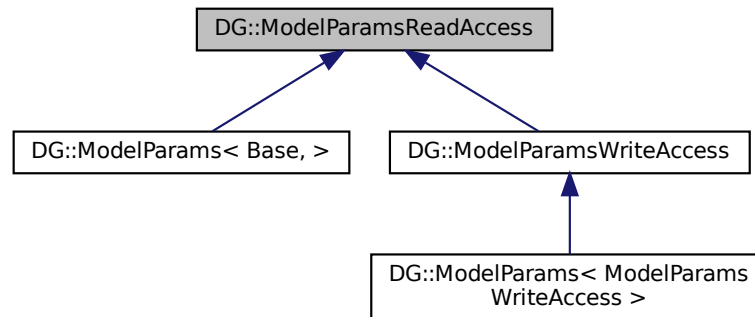 DG::ModelParamsReadAccess
DG::ModelParams< Base, >
DG::ModelParamsWriteAccess
DG::ModelParams< ModelParams
WriteAccess >